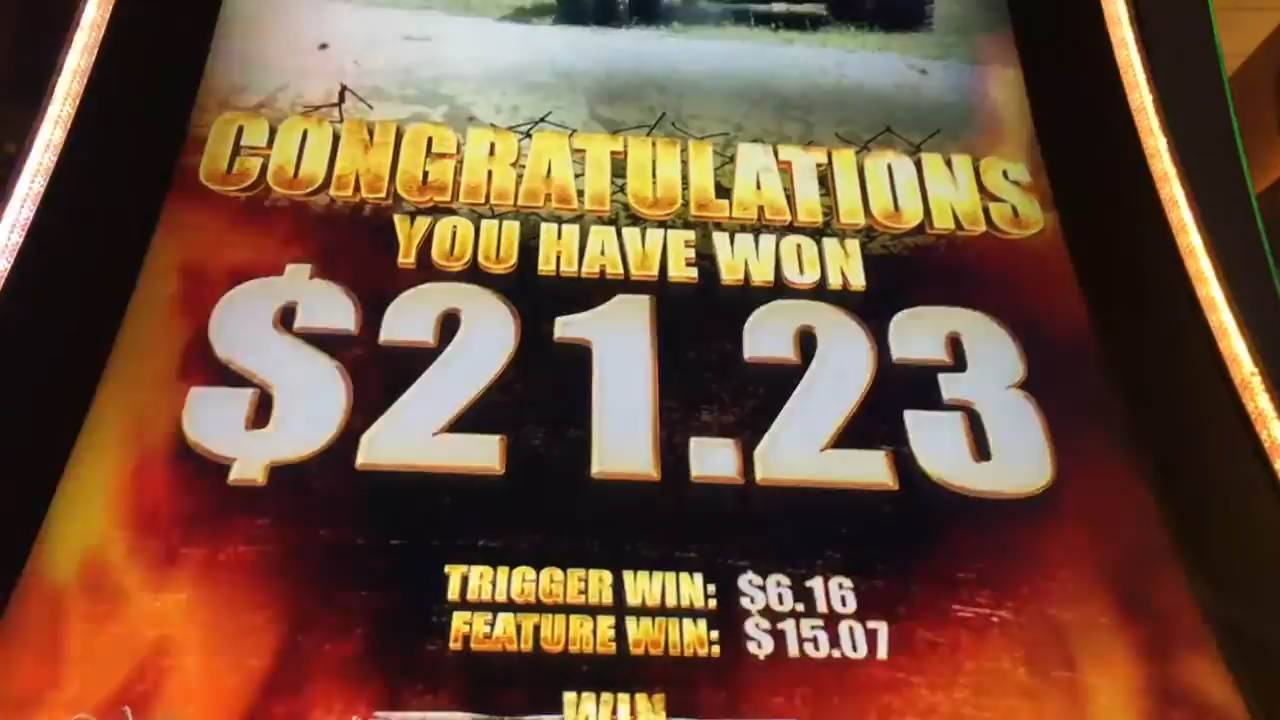 CONGRATULATIONS
YOU HAVE WON
$21.23
TRIGGER WIN: $6.16
FEATURE WIN: $15.07
WIN